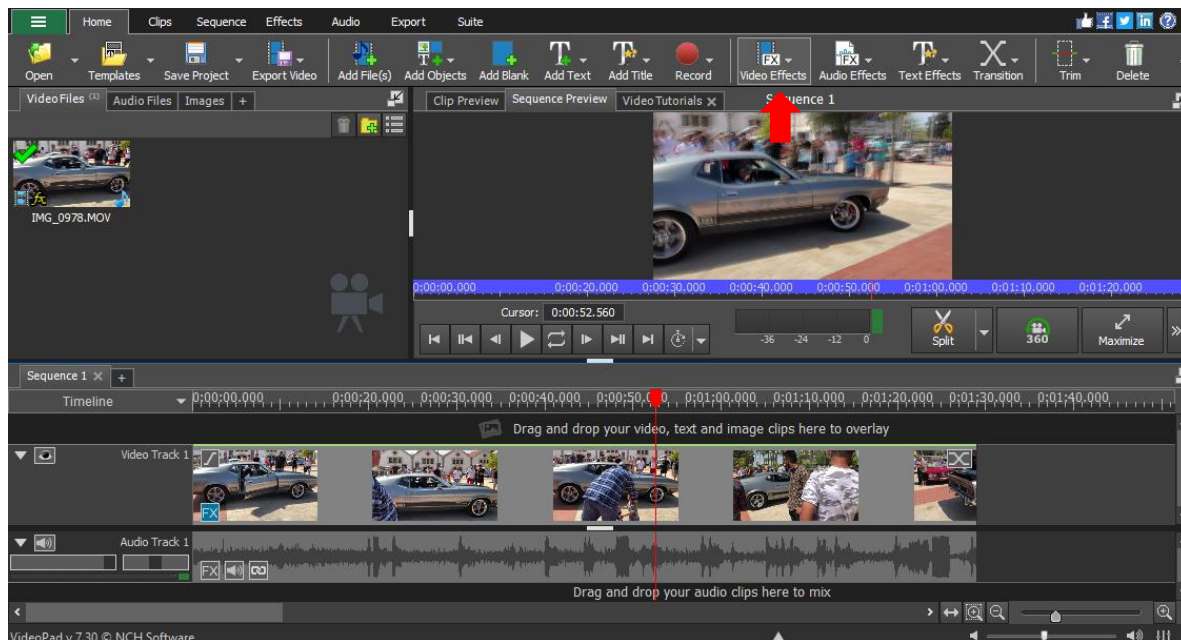 Home Clips Sequence Effects Audio Export Suite
Open Templates Save Project Export Video Add File(s) Add Objects Add Blank Add Text Add Title Record Video Effects Audio Effects Text Effects Transition Trim Delete
Video Files (1) Audio Files Images +
Clip Preview Sequence Preview Video Tutorials Sequence 1
IMG_0978.MOV
0:00:00.000 0:00:20.000 0:00:30.000 0:00:40.000 0:00:50.000 0:01:00.000 0:01:10.000 0:01:20.000
Cursor: 0:00:52.560
-36 -24 -12 0
Split 360 Maximize
Sequence 1 +
Timeline 0:00:00.000 0:00:20.000 0:00:30.000 0:00:40.000 0:01:00.000 0:01:10.000 0:01:20.000 0:01:30.000 0:01:40.000
Drag and drop your video, text and image clips here to overlay
Video Track 1
FX
Audio Track 1
FX
Drag and drop your audio clips here to mix
VideoPad v 7.30 © NCH Software